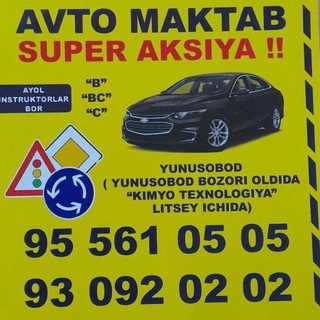 AVTO MAKTAB
SUPER AKSIYA !!
AYOL
INSTRUKTORLAR
BOR
“B”
“BC”
“C”
YUNUSOBOD
( YUNUSOBOD BOZORI OLDIDA
“KIMYO TEXNOLOGIYA”
LITSEY ICHIDA)
95 561 05 05
93 092 02 02